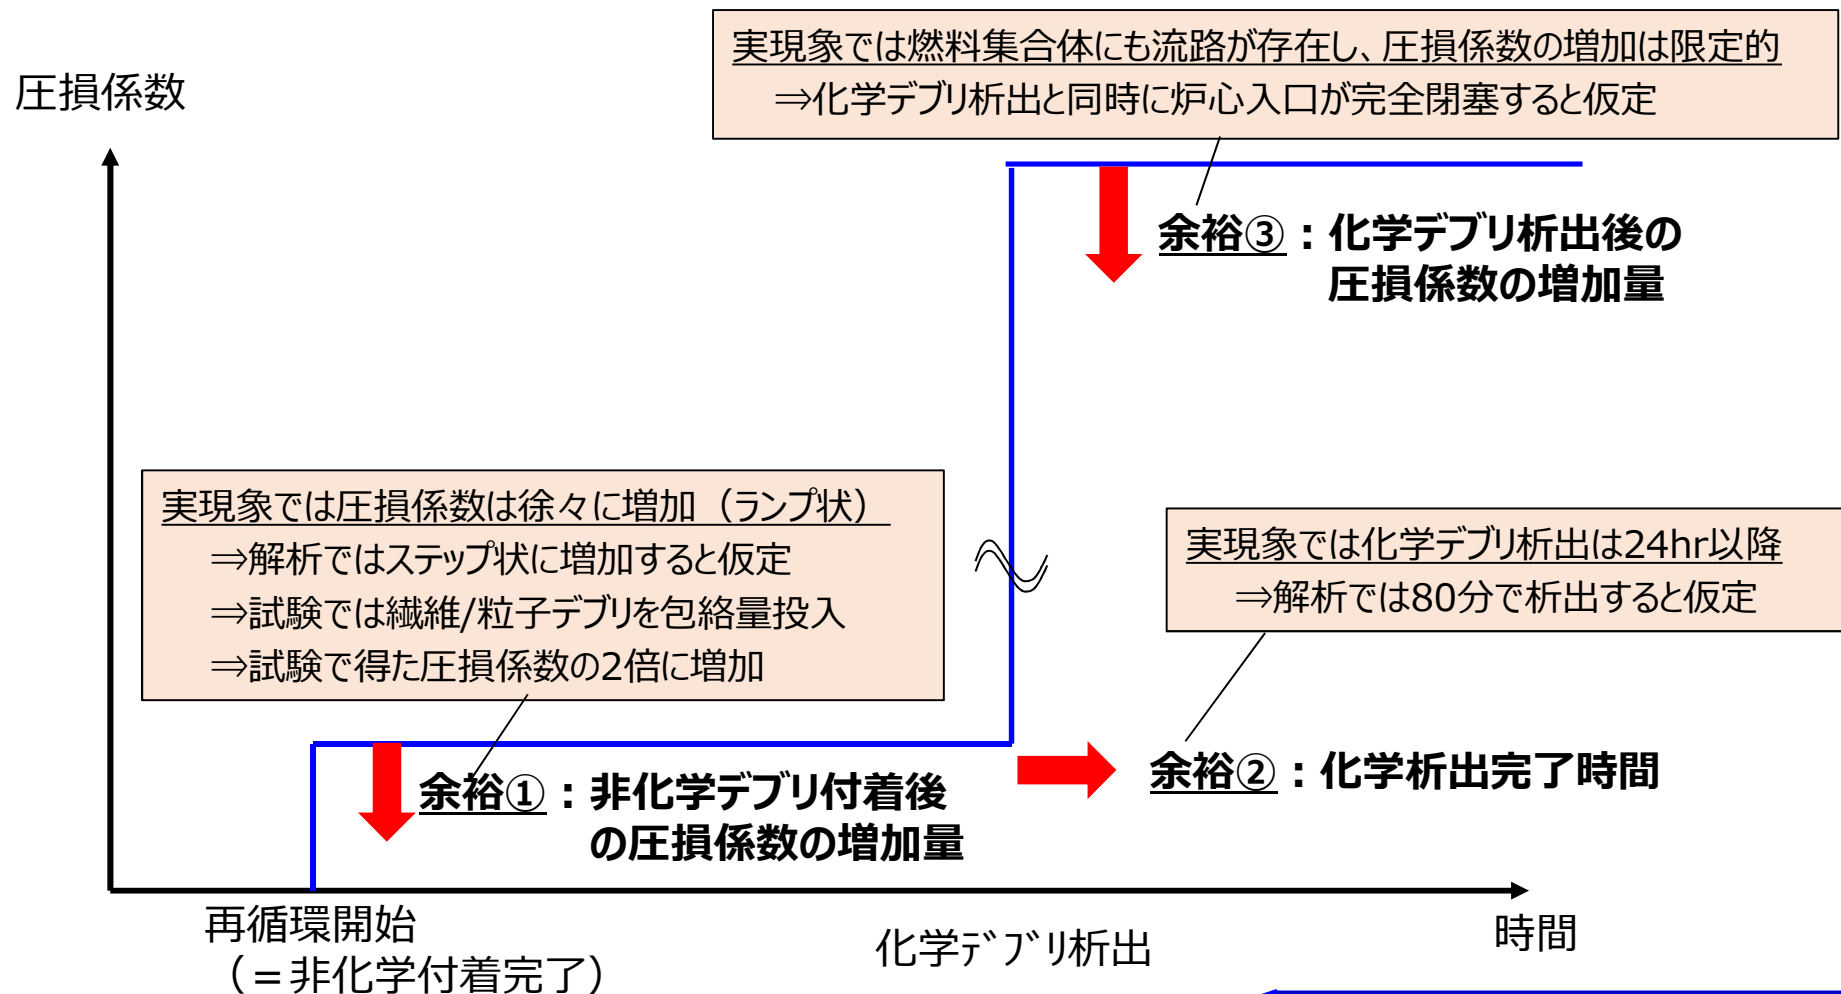 実現象では燃料集合体にも流路が存在し、圧損係数の増加は限定的
⇒化学デブリ析出と同時に炉心入口が完全閉塞すると仮定
圧損係数
余裕③：化学デブリ析出後の
圧損係数の増加量
実現象では圧損係数は徐々に増加（ランプ状）
⇒解析ではステップ状に増加すると仮定
⇒試験では繊維/粒子デブリを包絡量投入
⇒試験で得た圧損係数の2倍に増加
実現象では化学デブリ析出は24hr以降
⇒解析では80分で析出すると仮定
余裕①：非化学デブリ付着後
の圧損係数の増加量
余裕②：化学析出完了時間
再循環開始
（＝非化学付着完了）
化学ﾃﾞﾌﾞﾘ析出
時間